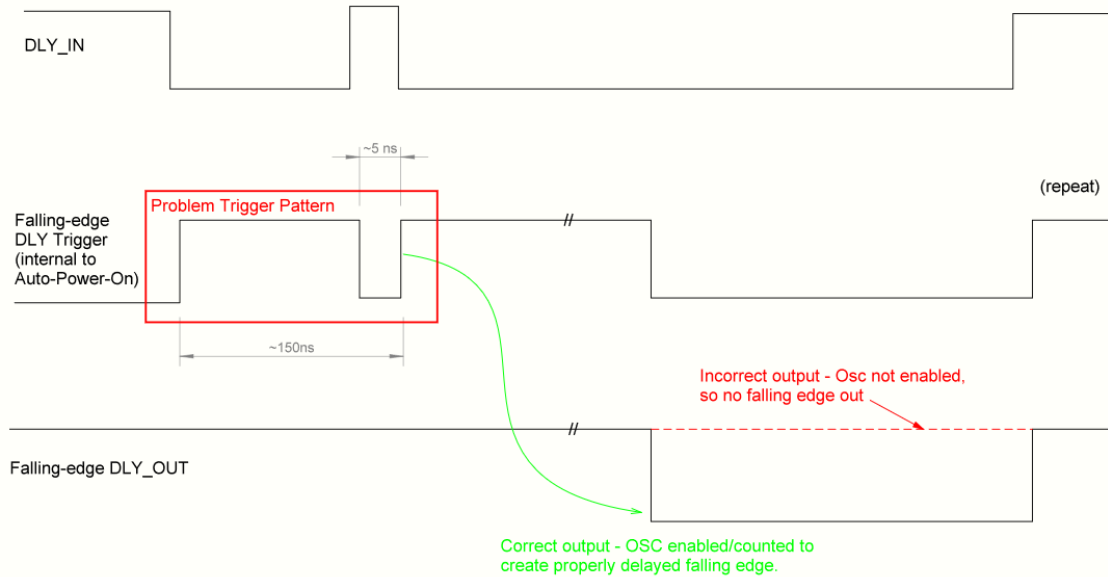 DLY_IN
~5 ns
(repeat)
Problem Trigger Pattern
Falling-edge
DLY Trigger
(internal to
Auto-Power-On)
//
~150ns
Incorrect output - Osc not enabled,
so no falling edge out
//
Falling-edge DLY_OUT
Correct output - OSC enabled/counted to
create properly delayed falling edge.